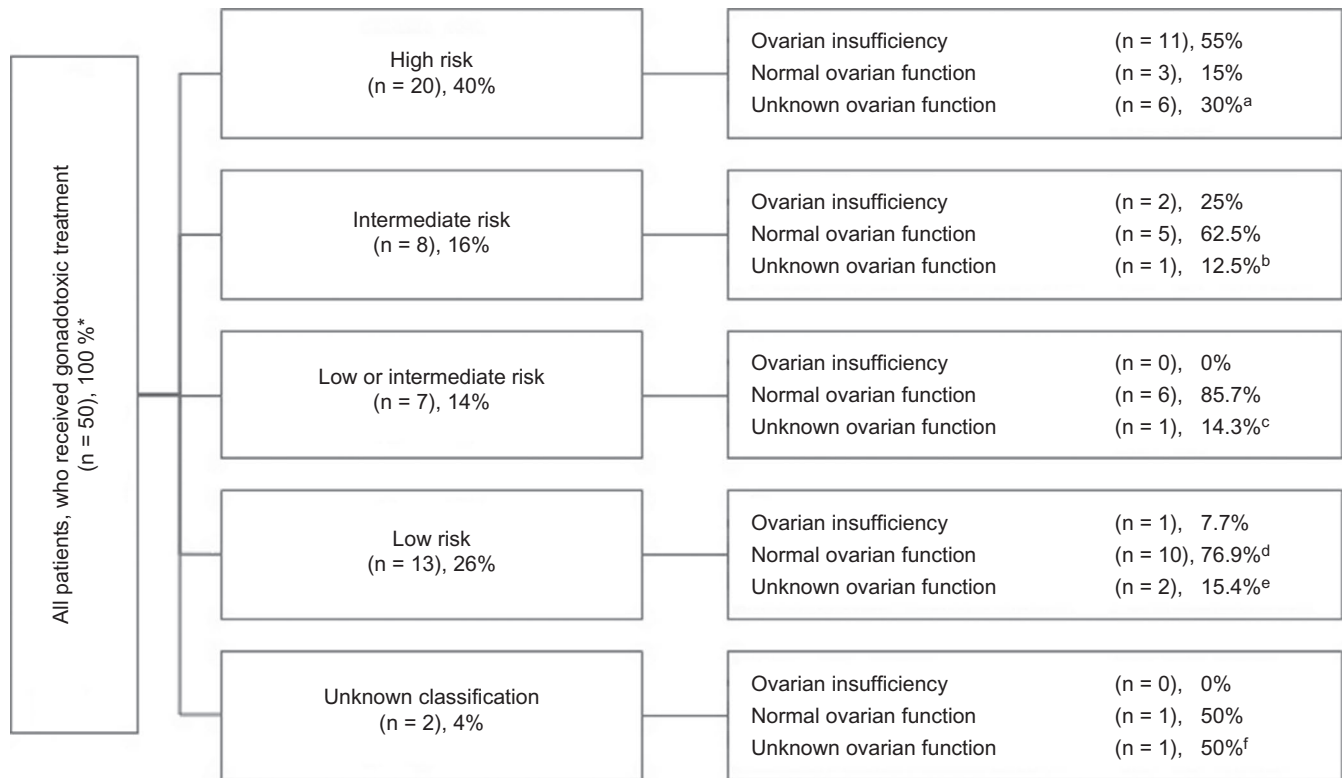 All patients, who received gonadotoxic treatment
(n = 50), 100 %*
High risk
(n = 20), 40%
Ovarian insufficiency (n = 11), 55%
Normal ovarian function (n = 3), 15%
Unknown ovarian function (n = 6), 30%ᵃ
Intermediate risk
(n = 8), 16%
Ovarian insufficiency (n = 2), 25%
Normal ovarian function (n = 5), 62.5%
Unknown ovarian function (n = 1), 12.5%ᵇ
Low or intermediate risk
(n = 7), 14%
Ovarian insufficiency (n = 0), 0%
Normal ovarian function (n = 6), 85.7%
Unknown ovarian function (n = 1), 14.3%ᶜ
Low risk
(n = 13), 26%
Ovarian insufficiency (n = 1), 7.7%
Normal ovarian function (n = 10), 76.9%ᵈ
Unknown ovarian function (n = 2), 15.4%ᵉ
Unknown classification
(n = 2), 4%
Ovarian insufficiency (n = 0), 0%
Normal ovarian function (n = 1), 50%
Unknown ovarian function (n = 1), 50%ᶠ